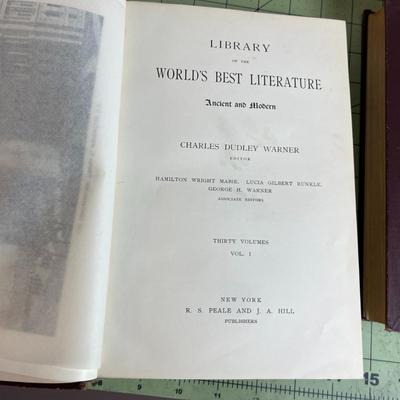 LIBRARY
OF THE
WORLD'S BEST LITERATURE
Ancient and Modern
CHARLES DUDLEY WARNER
EDITOR
HAMILTON WRIGHT MABIE, LUCIA GILBERT RUNKLE,
GEORGE H. WARNER
ASSOCIATE EDITORS
THIRTY VOLUMES
VOL. I
NEW YORK
R. S. PEALE AND J. A. HILL
PUBLISHERS
15